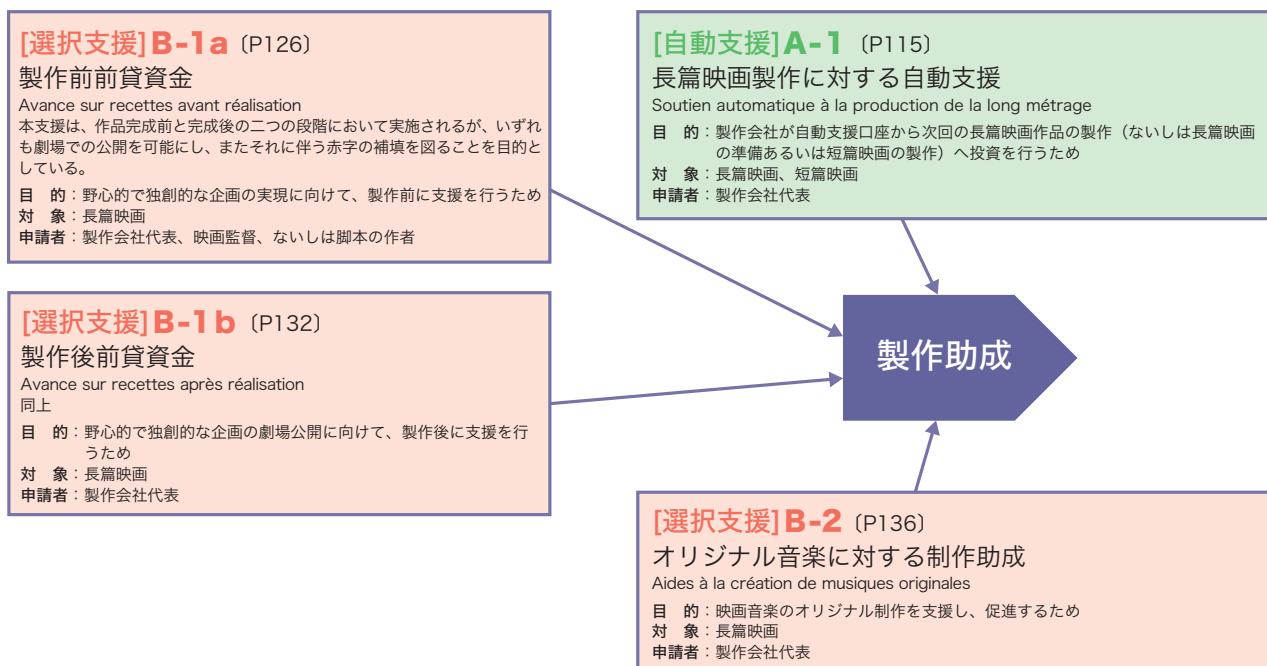 [選択支援]B-1a〔P126〕
製作前前貸資金
Avance sur recettes avant réalisation
本支援は、作品完成前と完成後の二つの段階において実施されるが、いずれ
も劇場での公開を可能にし、またそれに伴う赤字の補填を図ることを目的と
している。
目　的：野心的で独創的な企画の実現に向けて、製作前に支援を行うため
対　象：長篇映画
申請者：製作会社代表、映画監督、ないしは脚本の作者
[自動支援]A-1〔P115〕
長篇映画製作に対する自動支援
Soutien automatique à la production de la long métrage
目　的：製作会社が自動支援口座から次回の長篇映画作品の製作（ないしは長篇映画
の準備あるいは短篇映画の製作）へ投資を行うため
対　象：長篇映画、短篇映画
申請者：製作会社代表
[選択支援]B-1b〔P132〕
製作後前貸資金
Avance sur recettes après réalisation
同上
目　的：野心的で独創的な企画の劇場公開に向けて、製作後に支援を行
うため
対　象：長篇映画
申請者：製作会社代表
製作助成
[選択支援]B-2〔P136〕
オリジナル音楽に対する制作助成
Aides à la création de musiques originales
目　的：映画音楽のオリジナル制作を支援し、促進するため
対　象：長篇映画
申請者：製作会社代表